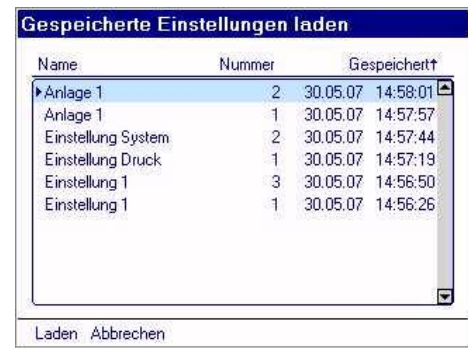 Gespeicherte Einstellungen laden
Name Nummer Gespeichert↑
Anlage 1 2 30.05.07 14:58:01
Anlage 1 1 30.05.07 14:57:57
Einstellung System 2 30.05.07 14:57:44
Einstellung Druck 1 30.05.07 14:57:19
Einstellung 1 3 30.05.07 14:56:50
Einstellung 1 1 30.05.07 14:56:26
Laden Abbrechen